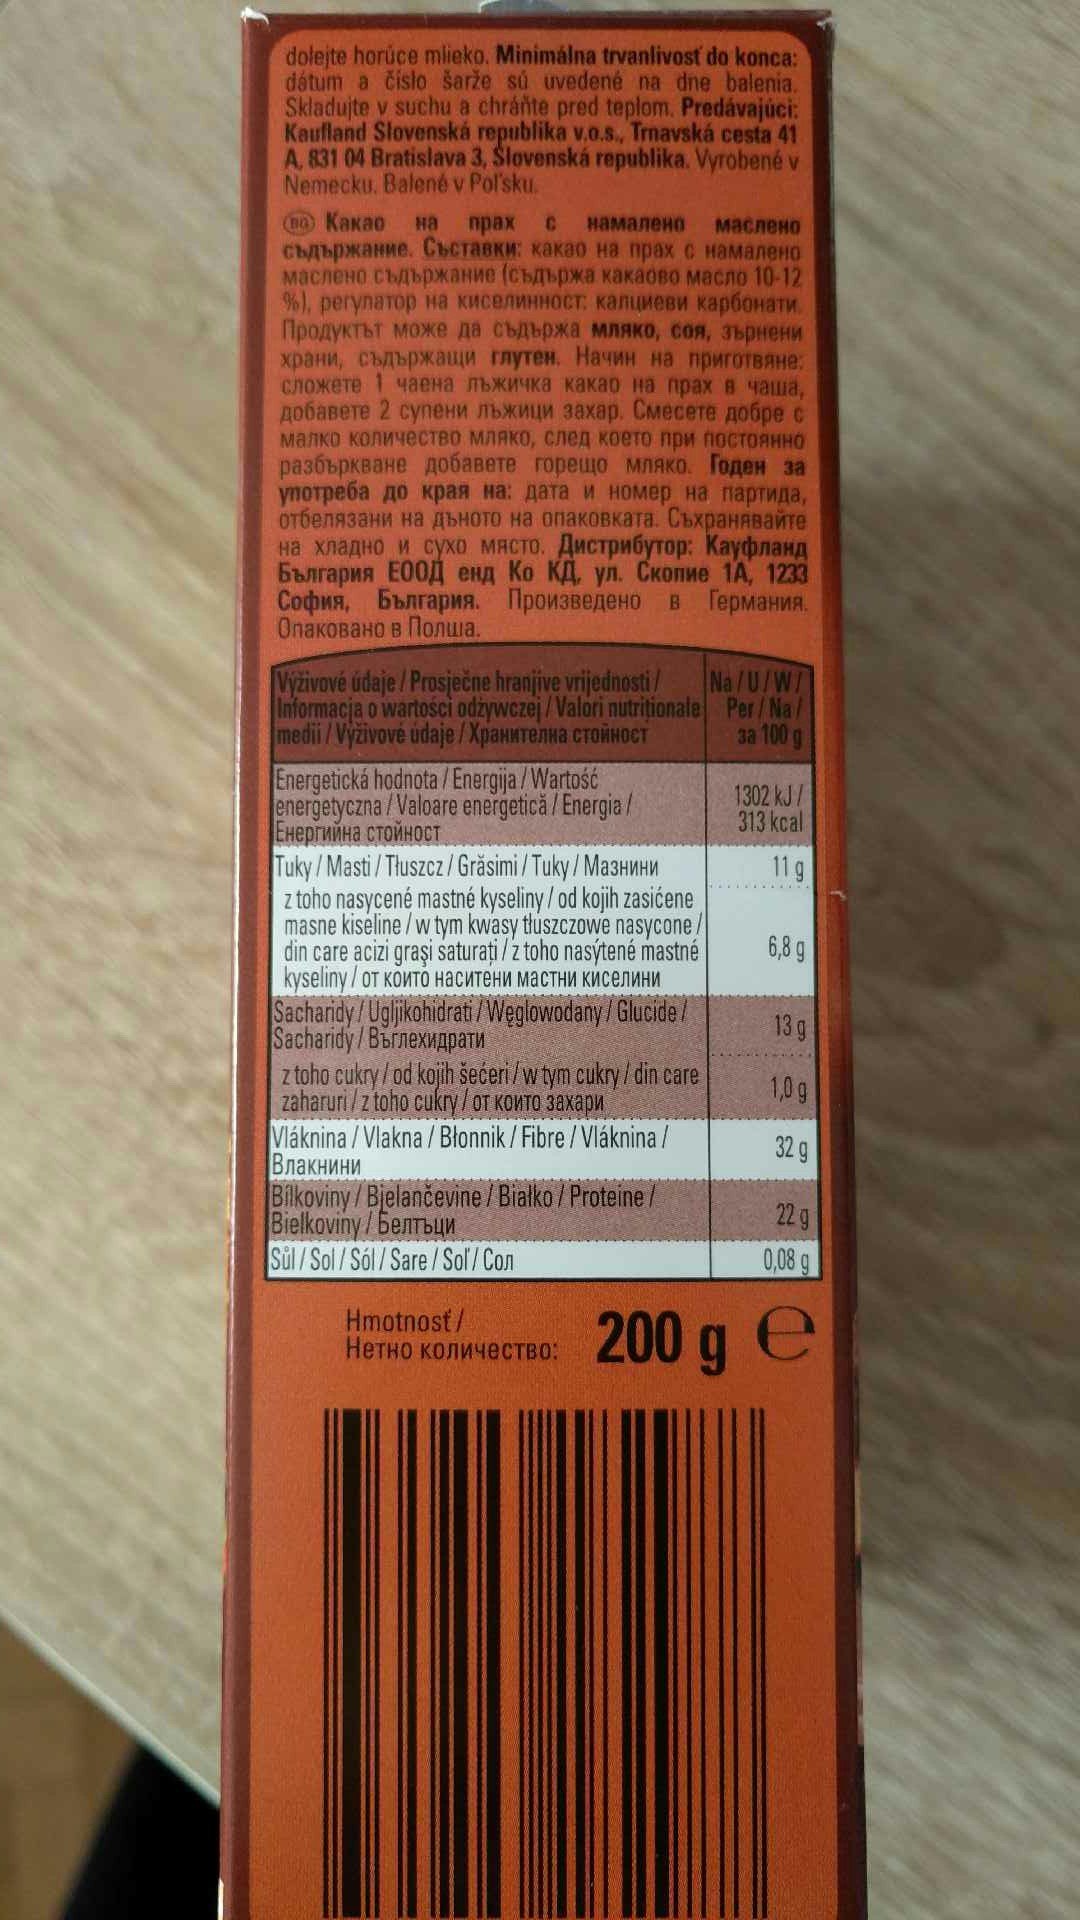 dolejte horúce mlieko. Minimálna trvanlivosť do konca:
dátum a číslo šarže sú uvedené na dne balenia.
Skladujte v suchu a chráňte pred teplom. Predávajúci:
Kaufland Slovenská republika v.o.s., Trnavská cesta 41
A, 831 04 Bratislava 3, Slovenská republika. Vyrobené v
Nemecku. Balené v Poľsku.
BG Какао на прах с намалено маслено
съдържание. Съставки: какао на прах с намалено
маслено съдържание (съдържа какаово масло 10-12
%), регулатор на киселинност: калциеви карбонати.
Продуктът може да съдържа мляко, соя, зърнени
храни, съдържащи глутен. Начин на приготвяне:
сложете 1 чаена лъжичка какао на прах в чаша,
добавете 2 супени лъжици захар. Смесете добре с
малко количество мляко, след което при постоянно
разбъркване добавете горещо мляко. Годен за
употреба до края на: дата и номер на партида,
отбелязани на дъното на опаковката. Съхранявайте
на хладно и сухо място. Дистрибутор: Кауфланд
България ЕООД енд Ко КД, ул. Скопие 1А, 1233
София, България. Произведено в Германия.
Опаковано в Полша.
Výživové údaje / Prosječne hranjive vrijednosti / Na / U / W /
Informacja o wartości odżywczej / Valori nutriționale Per / Na /
medii / Výživové údaje / Хранителна стойност за 100 g
Energetická hodnota / Energija / Wartość
energetyczna / Valoare energetică / Energia / 1302 kJ /
Енергийна стойност 313 kcal
Tuky / Masti / Tłuszcz / Grăsimi / Tuky / Мазнини 11 g
z toho nasycené mastné kyseliny / od kojih zasićene
masne kiseline / w tym kwasy tłuszczowe nasycone /
din care acizi grași saturați / z toho nasýtené mastné 6,8 g
kyseliny / от които наситени мастни киселини
Sacharidy / Ugljikohidrati / Węglowodany / Glucide / 13 g
Sacharidy / Въглехидрати
z toho cukry / od kojih šećeri / w tym cukry / din care 1,0 g
zaharuri / z toho cukry / от които захари
Vláknina / Vlakna / Błonnik / Fibre / Vláknina / 32 g
Влакнини
Bílkoviny / Bjelančevine / Białko / Proteine / 22 g
Bielkoviny / Белтъци
Sůl / Sol / Sól / Sare / Soľ / Сол 0,08 g
Hmotnosť /
Нетно количество: 200 g ℮